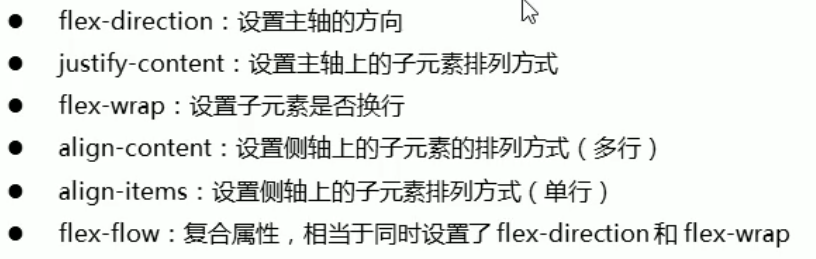 ● flex-direction：设置主轴的方向
● justify-content：设置主轴上的子元素排列方式
● flex-wrap：设置子元素是否换行
● align-content：设置侧轴上的子元素的排列方式（多行）
● align-items：设置侧轴上的子元素排列方式（单行）
● flex-flow：复合属性，相当于同时设置了 flex-direction 和 flex-wrap